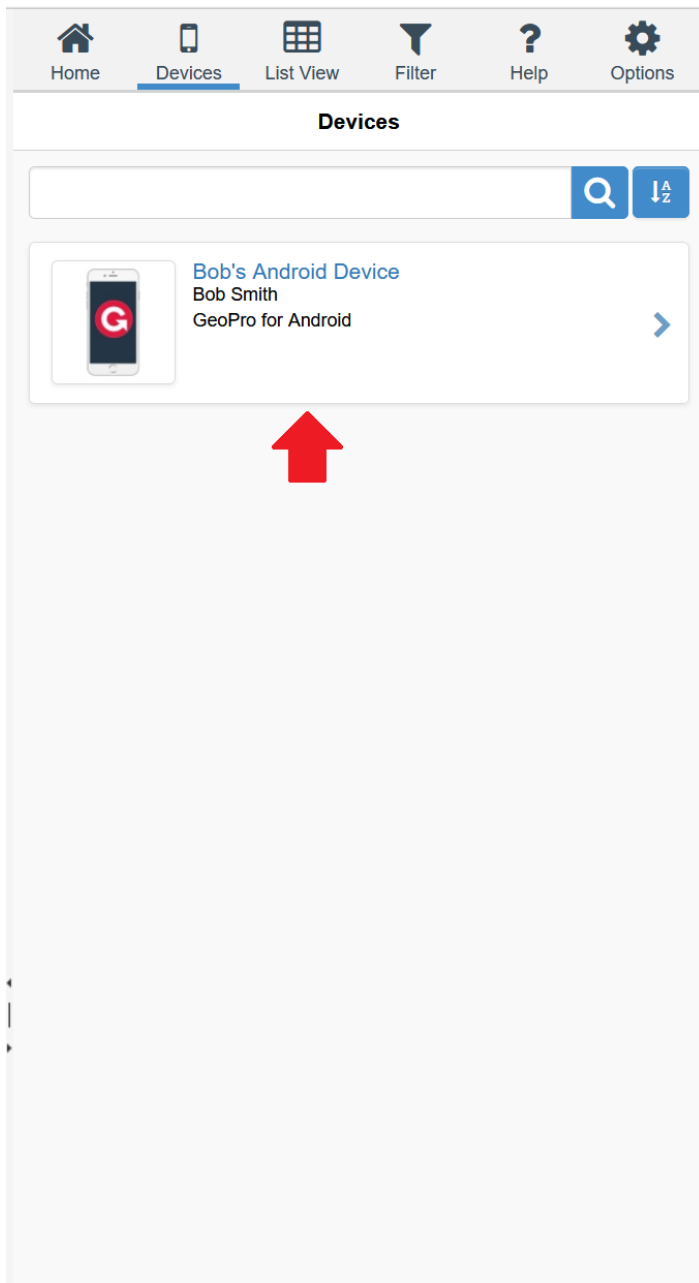 Home Devices List View Filter Help Options
Devices
A
Z
Bob's Android Device
Bob Smith
GeoPro for Android
G